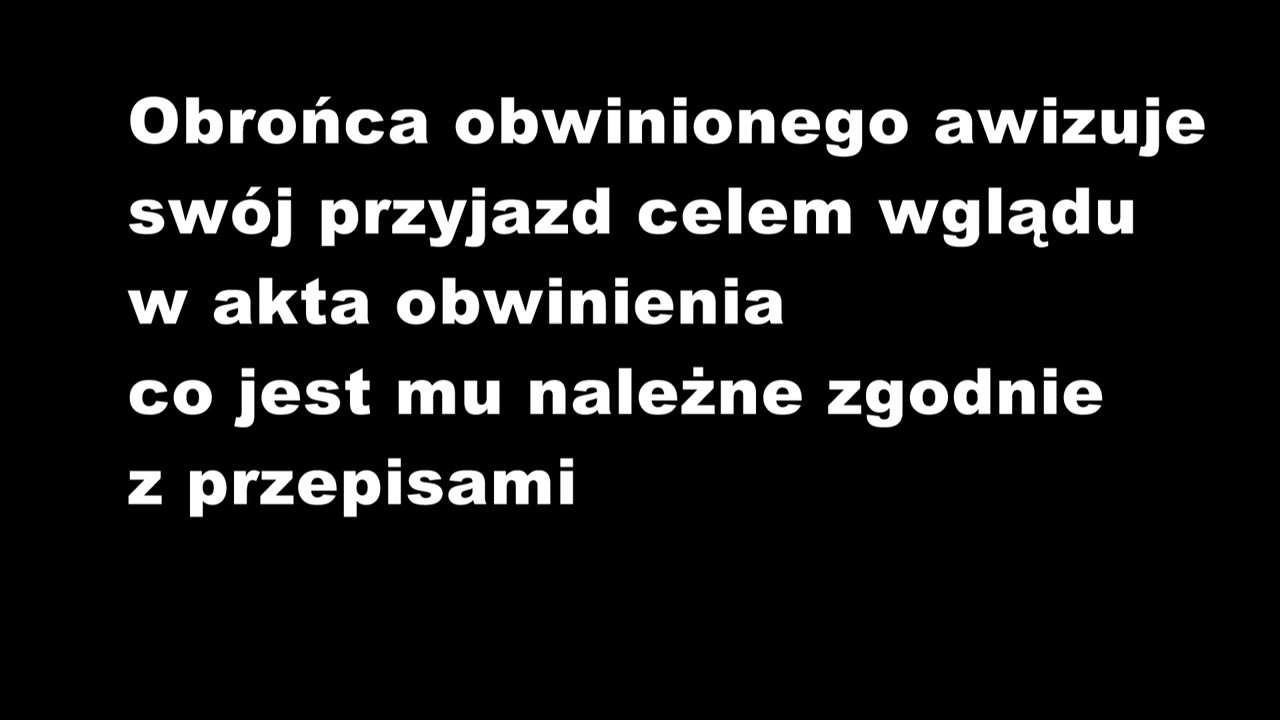 Obrońca obwinionego awizuje
swój przyjazd celem wglądu
w akta obwinienia
co jest mu należne zgodnie
z przepisami